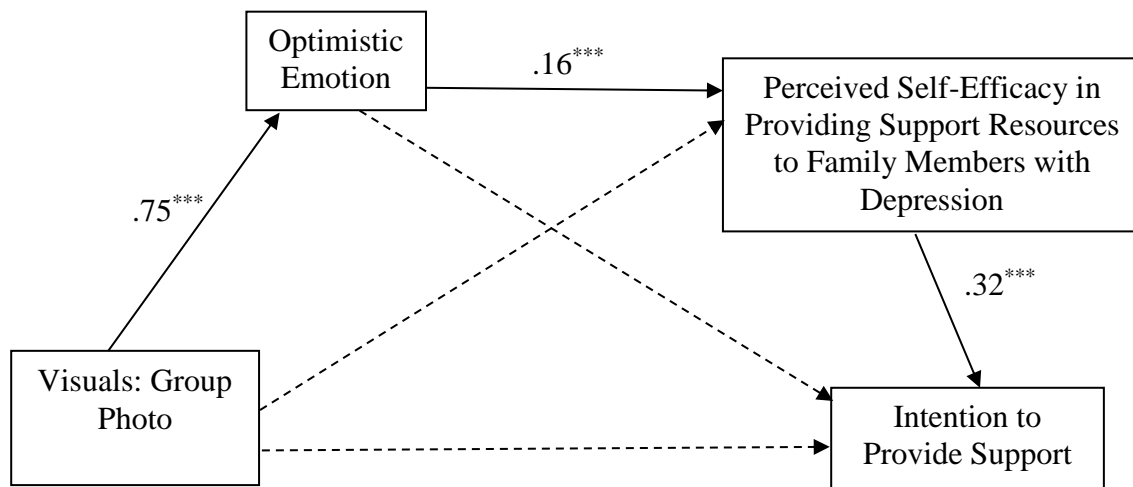 Optimistic
Emotion
.16***
Perceived Self-Efficacy in
Providing Support Resources
to Family Members with
Depression
.75***
.32***
Visuals: Group
Photo
Intention to
Provide Support